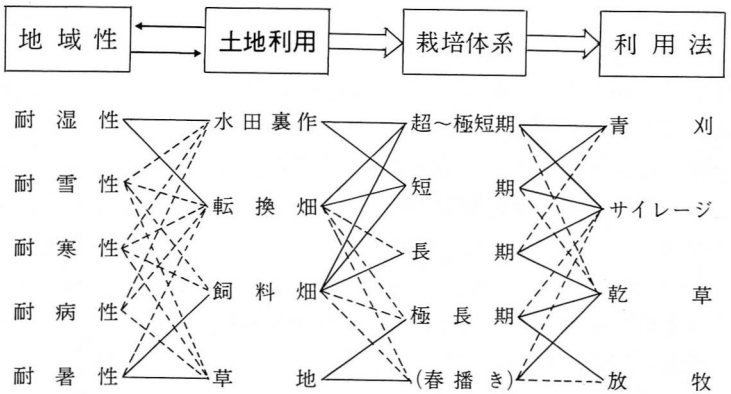 地域性 土地利用 栽培体系 利用法
耐湿性 水田裏作 超～極短期 青刈
耐雪性 転換畑 短期 サイレージ
耐寒性 飼料畑 長期 乾草
耐病性 極長期
耐暑性 草地 (春播き) 放牧